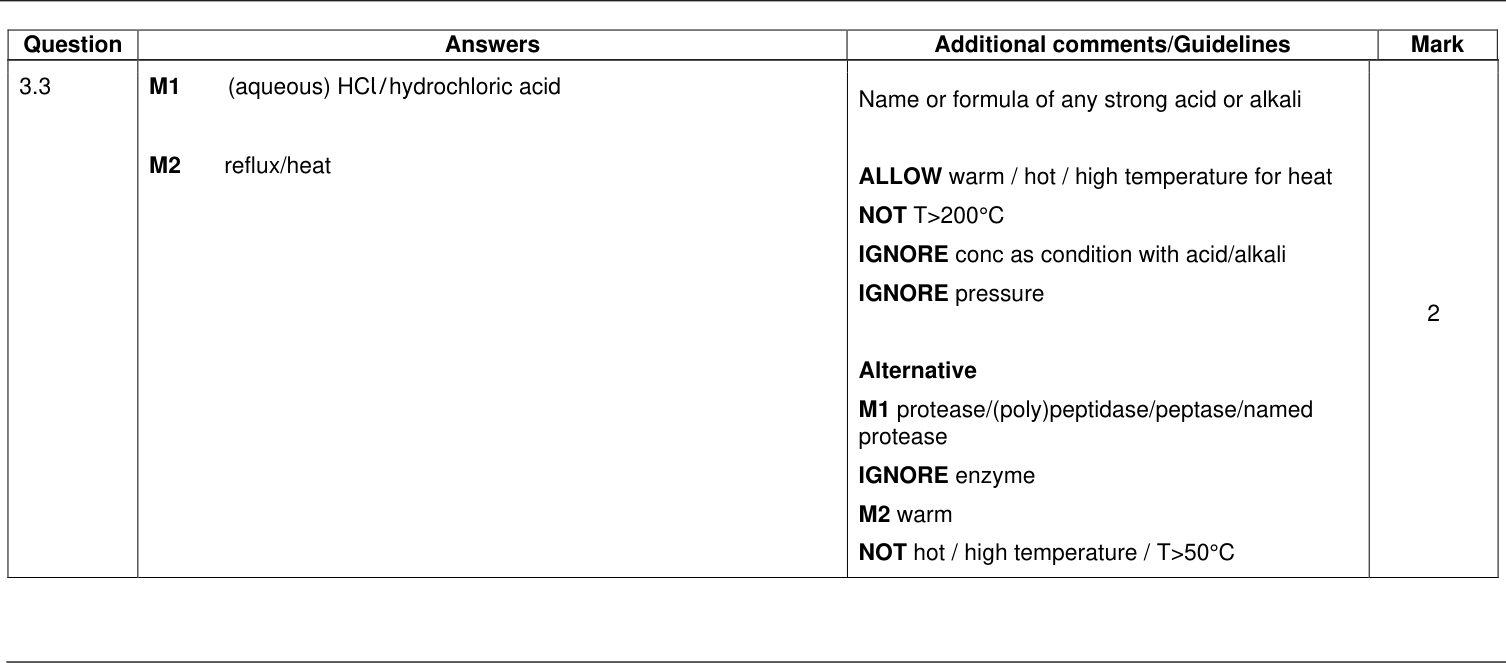 Question Answers Additional comments/Guidelines Mark
3.3
M1 (aqueous) HCl/hydrochloric acid
M2 reflux/heat
Name or formula of any strong acid or alkali
ALLOW warm / hot / high temperature for heat
NOT T>200°C
IGNORE conc as condition with acid/alkali
IGNORE pressure
Alternative
M1 protease/(poly)peptidase/peptase/named
protease
IGNORE enzyme
M2 warm
NOT hot / high temperature / T>50°C
2